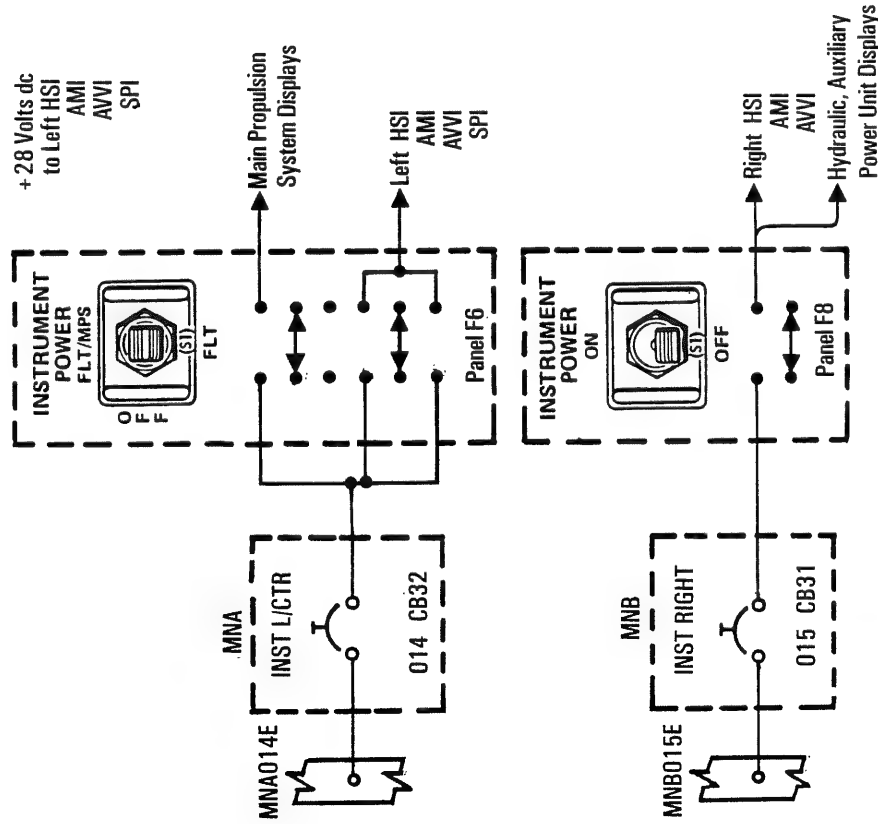 +28 Volts dc
to Left HSI
AMI
AVVI
SPI
INSTRUMENT
POWER
FLT/MPS
OFF
(S1)
FLT
Panel F6
Main Propulsion
System Displays
Left HSI
AMI
AVVI
SPI
MNA
INST L/CTR
014 CB32
MNA014E
INSTRUMENT
POWER
ON
(S1)
OFF
Panel F8
Right HSI
AMI
AVVI
Hydraulic, Auxiliary
Power Unit Displays
MNB
INST RIGHT
015 CB31
MNB015E